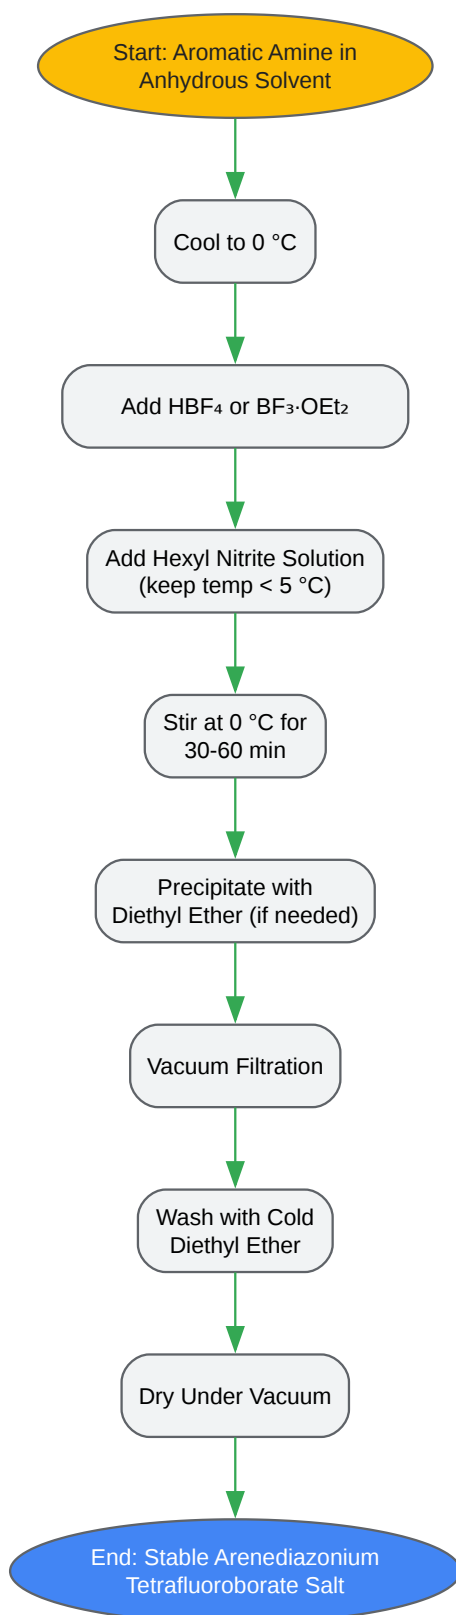 Start: Aromatic Amine in
Anhydrous Solvent
Cool to 0 °C
Add HBF₄ or BF₃·OEt₂
Add Hexyl Nitrite Solution
(keep temp < 5 °C)
Stir at 0 °C for
30-60 min
Precipitate with
Diethyl Ether (if needed)
Vacuum Filtration
Wash with Cold
Diethyl Ether
Dry Under Vacuum
End: Stable Arenediazonium
Tetrafluoroborate Salt